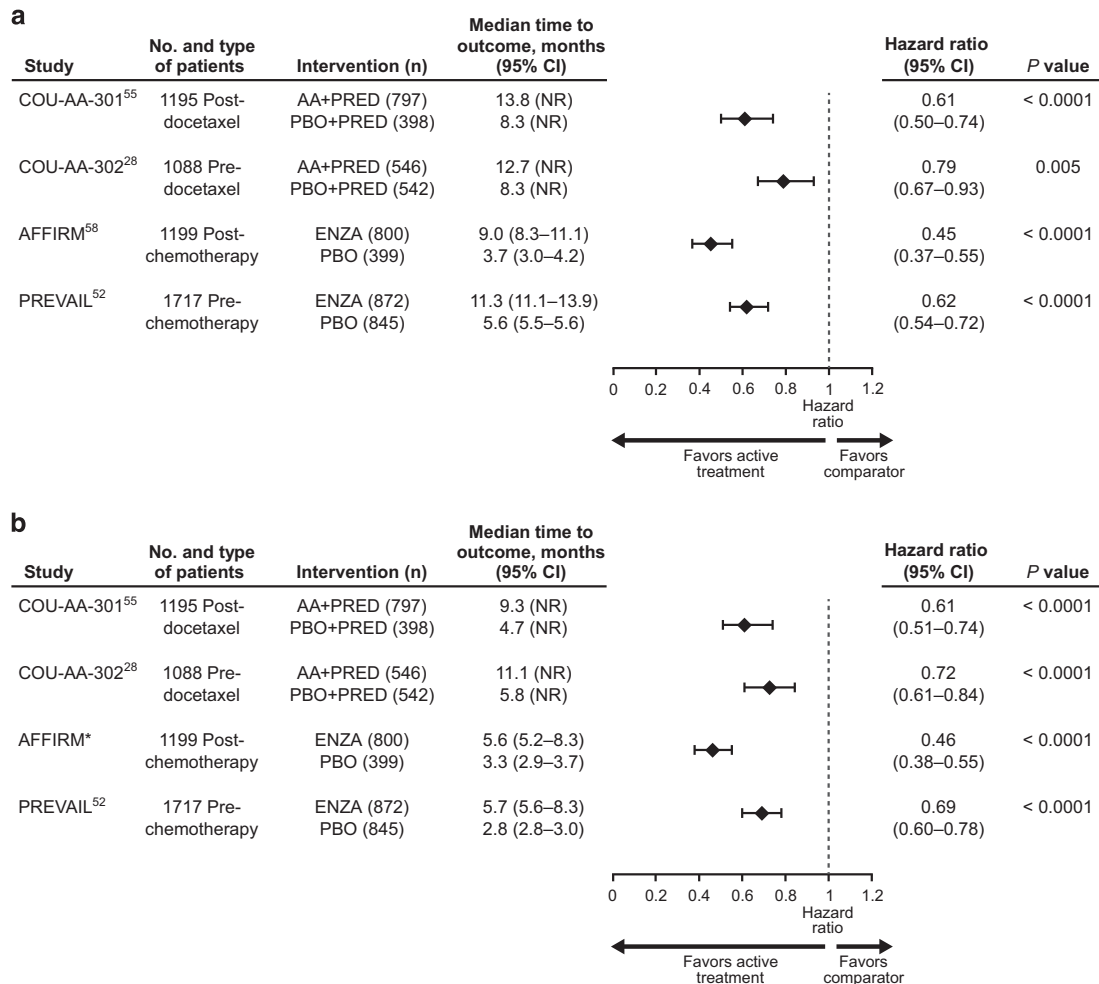 a
Study No. and type of patients Intervention (n) Median time to outcome, months (95% CI) Hazard ratio (95% CI) P value
COU-AA-301⁵⁵ 1195 Post- AA+PRED (797) 13.8 (NR) 0.61 < 0.0001
docetaxel PBO+PRED (398) 8.3 (NR) (0.50–0.74)
COU-AA-302²⁸ 1088 Pre- AA+PRED (546) 12.7 (NR) 0.79 0.005
docetaxel PBO+PRED (542) 8.3 (NR) (0.67–0.93)
AFFIRM⁵⁸ 1199 Post- ENZA (800) 9.0 (8.3–11.1) 0.45 < 0.0001
chemotherapy PBO (399) 3.7 (3.0–4.2) (0.37–0.55)
PREVAIL⁵² 1717 Pre- ENZA (872) 11.3 (11.1–13.9) 0.62 < 0.0001
chemotherapy PBO (845) 5.6 (5.5–5.6) (0.54–0.72)
0 0.2 0.4 0.6 0.8 1 1.2
Hazard
ratio
Favors active Favors
treatment comparator
b
Study No. and type of patients Intervention (n) Median time to outcome, months (95% CI) Hazard ratio (95% CI) P value
COU-AA-301⁵⁵ 1195 Post- AA+PRED (797) 9.3 (NR) 0.61 < 0.0001
docetaxel PBO+PRED (398) 4.7 (NR) (0.51–0.74)
COU-AA-302²⁸ 1088 Pre- AA+PRED (546) 11.1 (NR) 0.72 < 0.0001
docetaxel PBO+PRED (542) 5.8 (NR) (0.61–0.84)
AFFIRM* 1199 Post- ENZA (800) 5.6 (5.2–8.3) 0.46 < 0.0001
chemotherapy PBO (399) 3.3 (2.9–3.7) (0.38–0.55)
PREVAIL⁵² 1717 Pre- ENZA (872) 5.7 (5.6–8.3) 0.69 < 0.0001
chemotherapy PBO (845) 2.8 (2.8–3.0) (0.60–0.78)
0 0.2 0.4 0.6 0.8 1 1.2
Hazard
ratio
Favors active Favors
treatment comparator